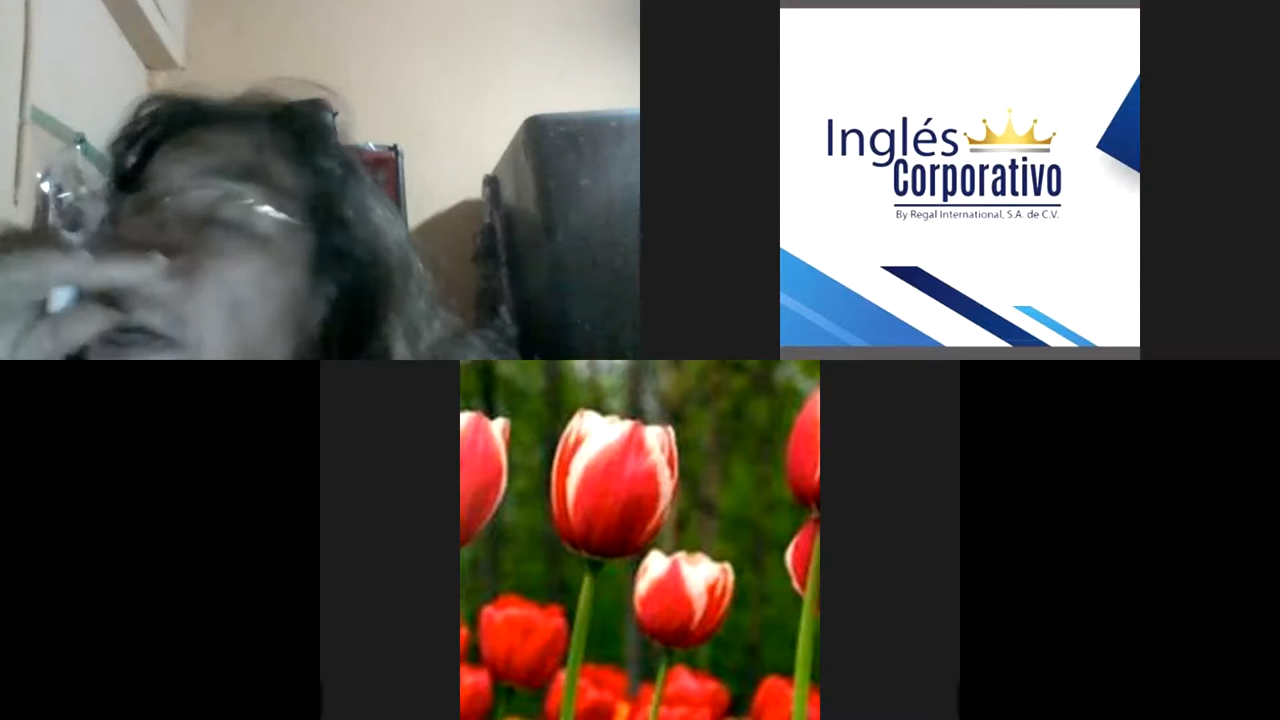 Inglés
Corporativo
By Regal International, S.A. de C.V.